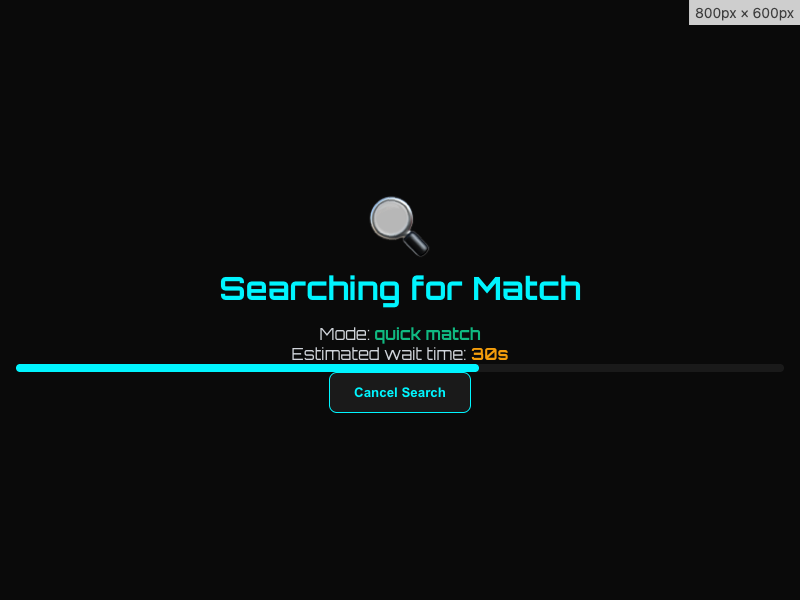 800px × 600px
Searching for Match
Mode: quick match
Estimated wait time: 30s
Cancel Search